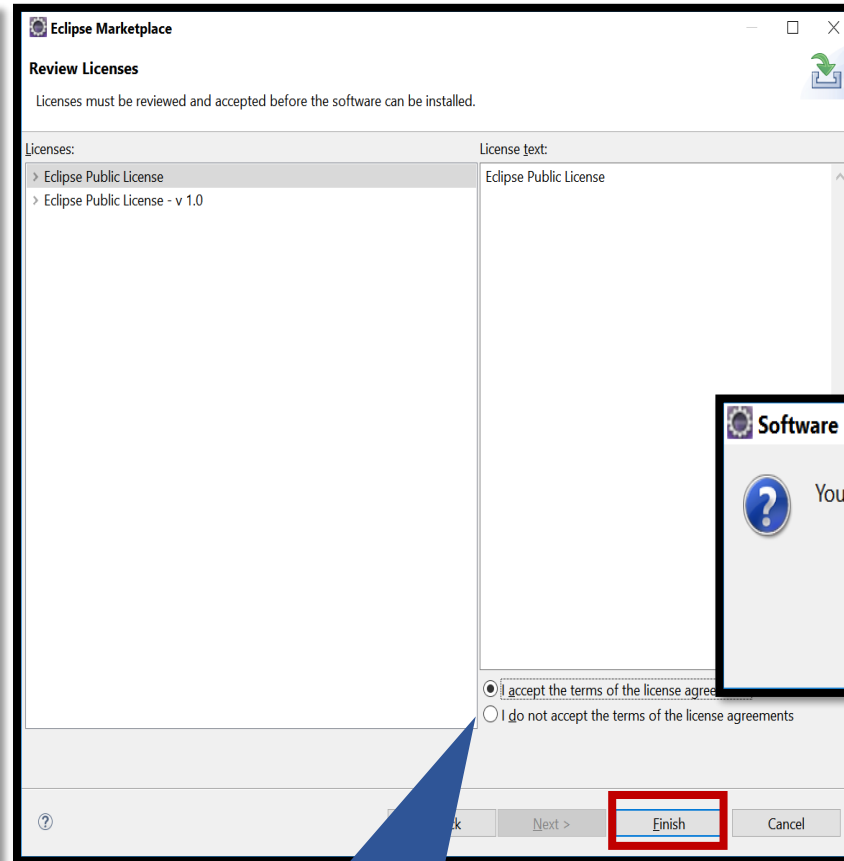 Eclipse Marketplace
Review Licenses
Licenses must be reviewed and accepted before the software can be installed.
Licenses:
Eclipse Public License
Eclipse Public License - v 1.0
License text:
Eclipse Public License
Software
You
I accept the terms of the license agree
I do not accept the terms of the license agreements
Next >
Finish
Cancel